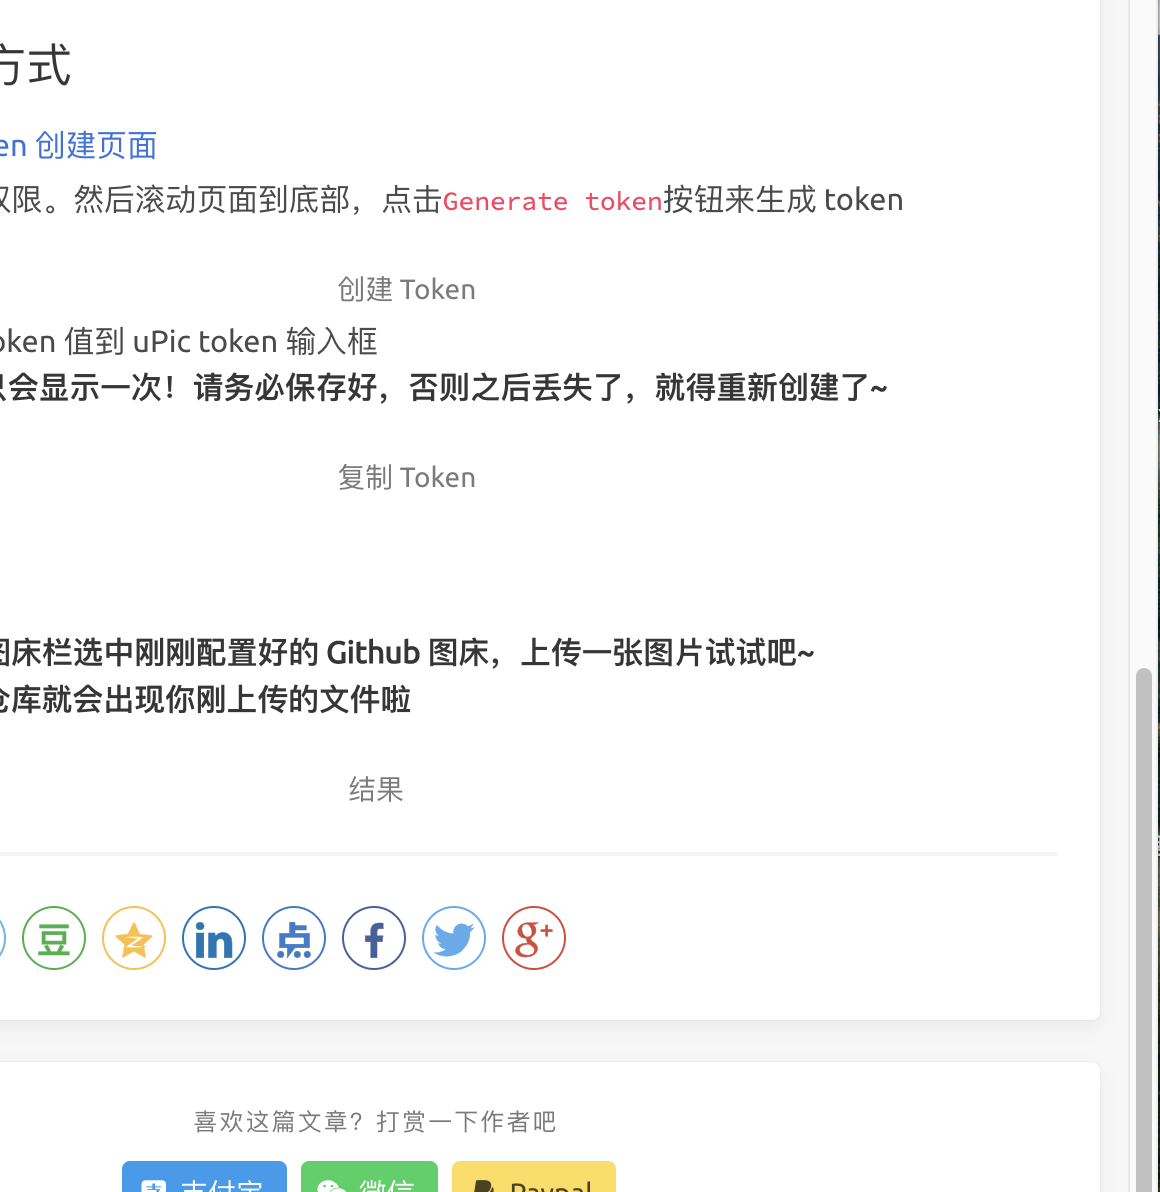 方式
en 创建页面
权限。然后滚动页面到底部，点击Generate token按钮来生成 token
创建 Token
oken 值到 uPic token 输入框
只会显示一次！请务必保存好，否则之后丢失了，就得重新创建了~
复制 Token
图床栏选中刚刚配置好的 Github 图床，上传一张图片试试吧~
仓库就会出现你刚上传的文件啦
结果
豆 in 点 f g+
喜欢这篇文章？打赏一下作者吧
支 支付宝 微信 Paypal